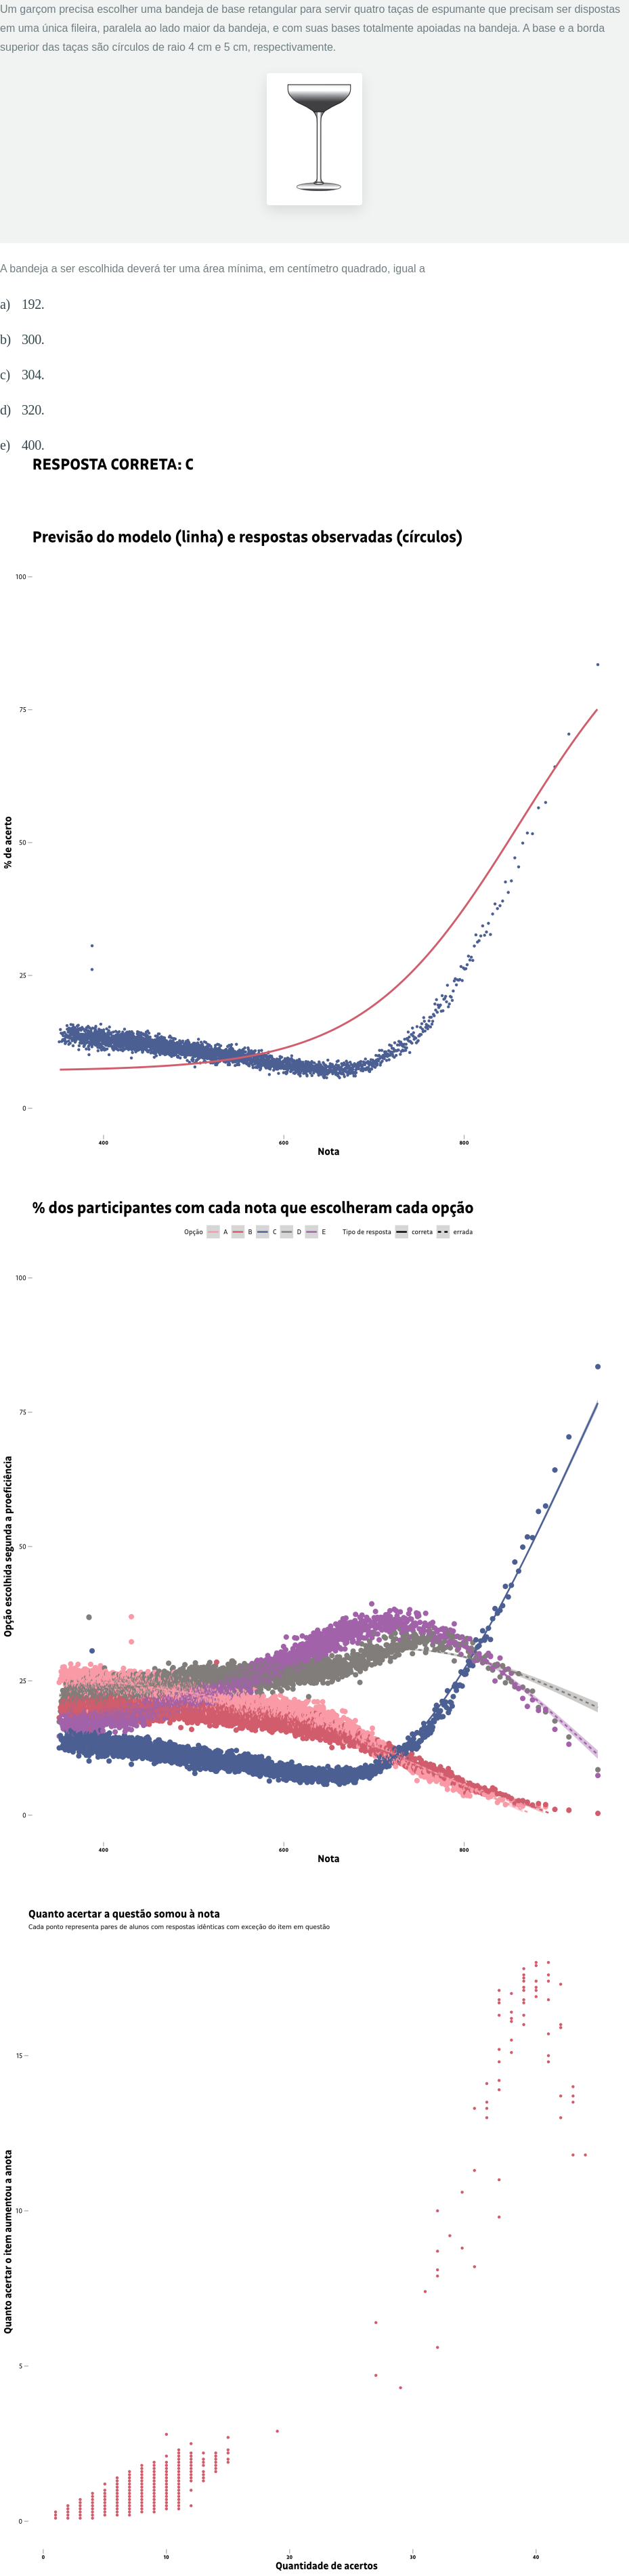 Um garçom precisa escolher uma bandeja de base retangular para servir quatro taças de espumante que precisam ser dispostas
em uma única fileira, paralela ao lado maior da bandeja, e com suas bases totalmente apoiadas na bandeja. A base e a borda
superior das taças são círculos de raio 4 cm e 5 cm, respectivamente.
A bandeja a ser escolhida deverá ter uma área mínima, em centímetro quadrado, igual a
a) 192.
b) 300.
c) 304.
d) 320.
e) 400.
RESPOSTA CORRETA: C
Previsão do modelo (linha) e respostas observadas (círculos)
100
75
50
25
0
% de acerto
400 600 800
Nota
% dos participantes com cada nota que escolheram cada opção
Opção A B C D E Tipo de resposta correta errada
100
75
50
25
0
Opção escolhida segunda a proeficiência
400 600 800
Nota
Quanto acertar a questão somou à nota
Cada ponto representa pares de alunos com respostas idênticas com exceção do item em questão
15
10
5
0
Quanto acertar o item aumentou a anota
0 10 20 30 40
Quantidade de acertos